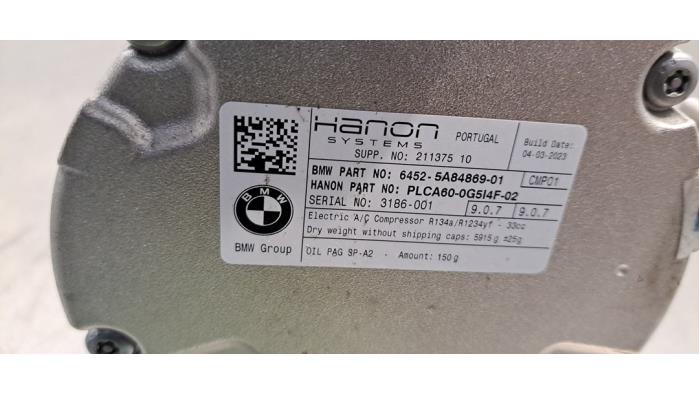 Hanon
SYSTEMS
PORTUGAL
Build Date:
04-03-2023
SUPP. NO: 211375 10
BMW PART NO: 6452-5A84869-01
CMP01
HANON PART NO: PLCA60-0G5I4F-02
SERIAL NO: 3186-001
9.0.7
9.0.7
Electric A/C Compressor R134a/R1234yf - 33cc
Dry weight without shipping caps: 5915g ±25g
OIL PAG SP-A2 - Amount: 150g
BMW
BMW Group